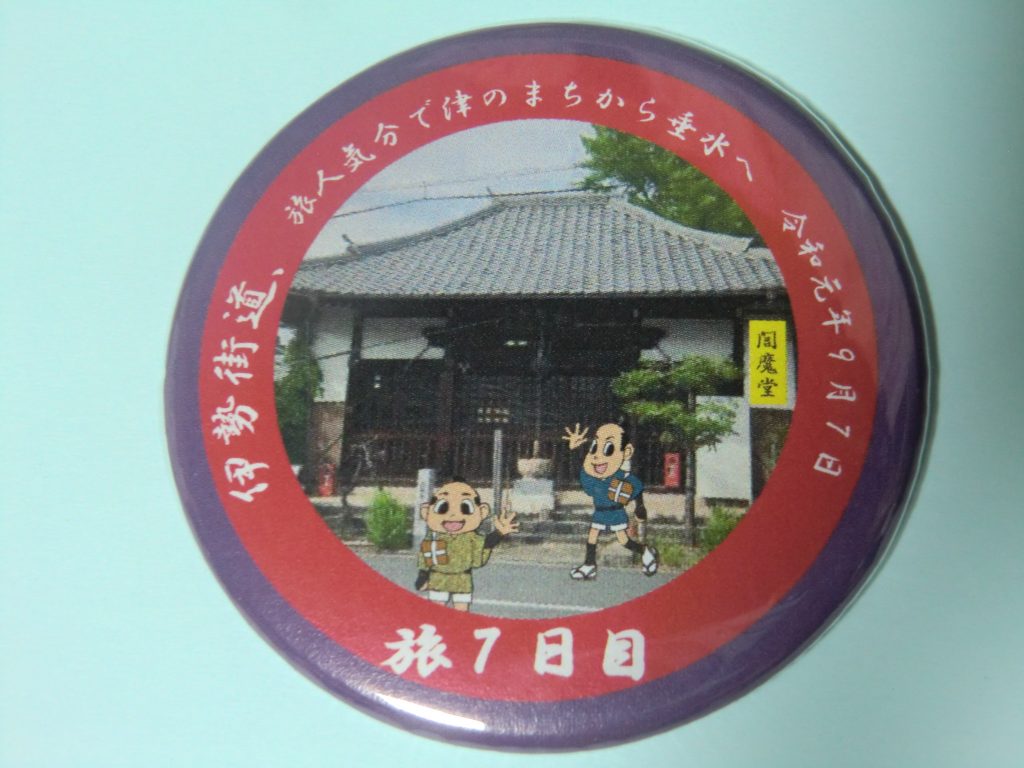 伊勢街道、
旅人気分で津のまちから垂水へ
令和元年9月7日
閻魔堂
旅7日目